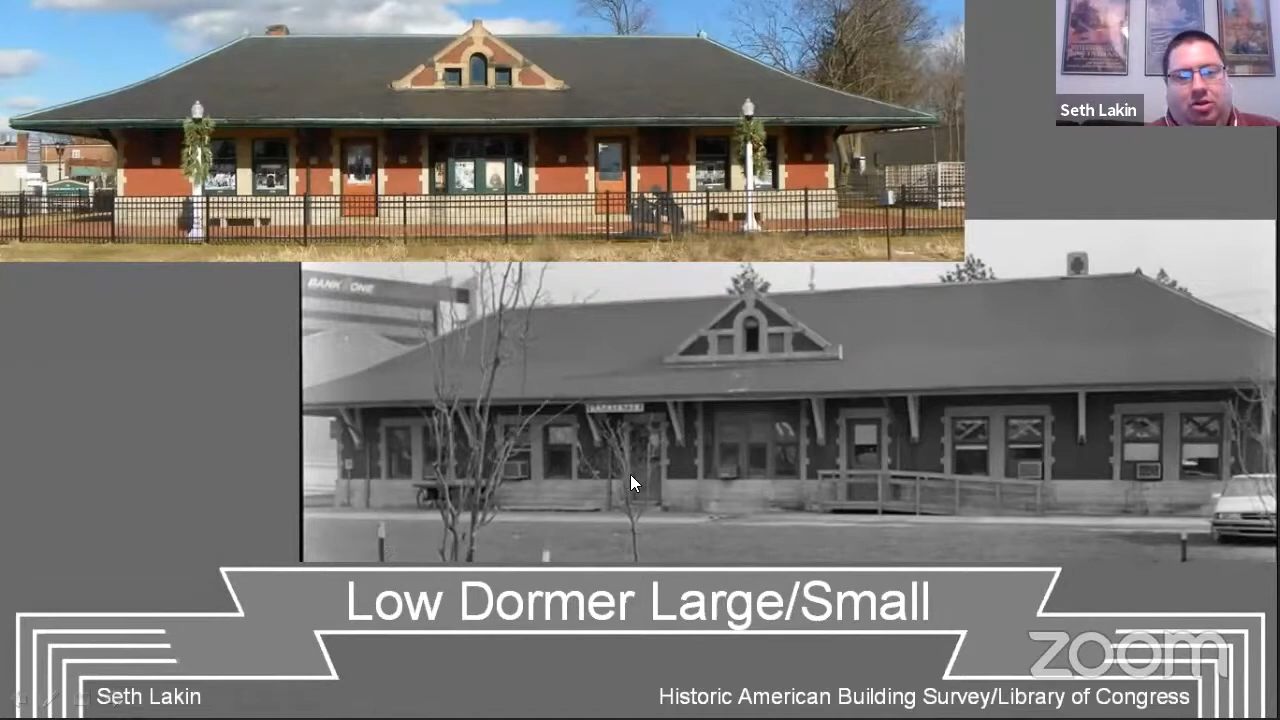 Seth Lakin
BANK ONE
Low Dormer Large/Small
zoom
Seth Lakin
Historic American Building Survey/Library of Congress